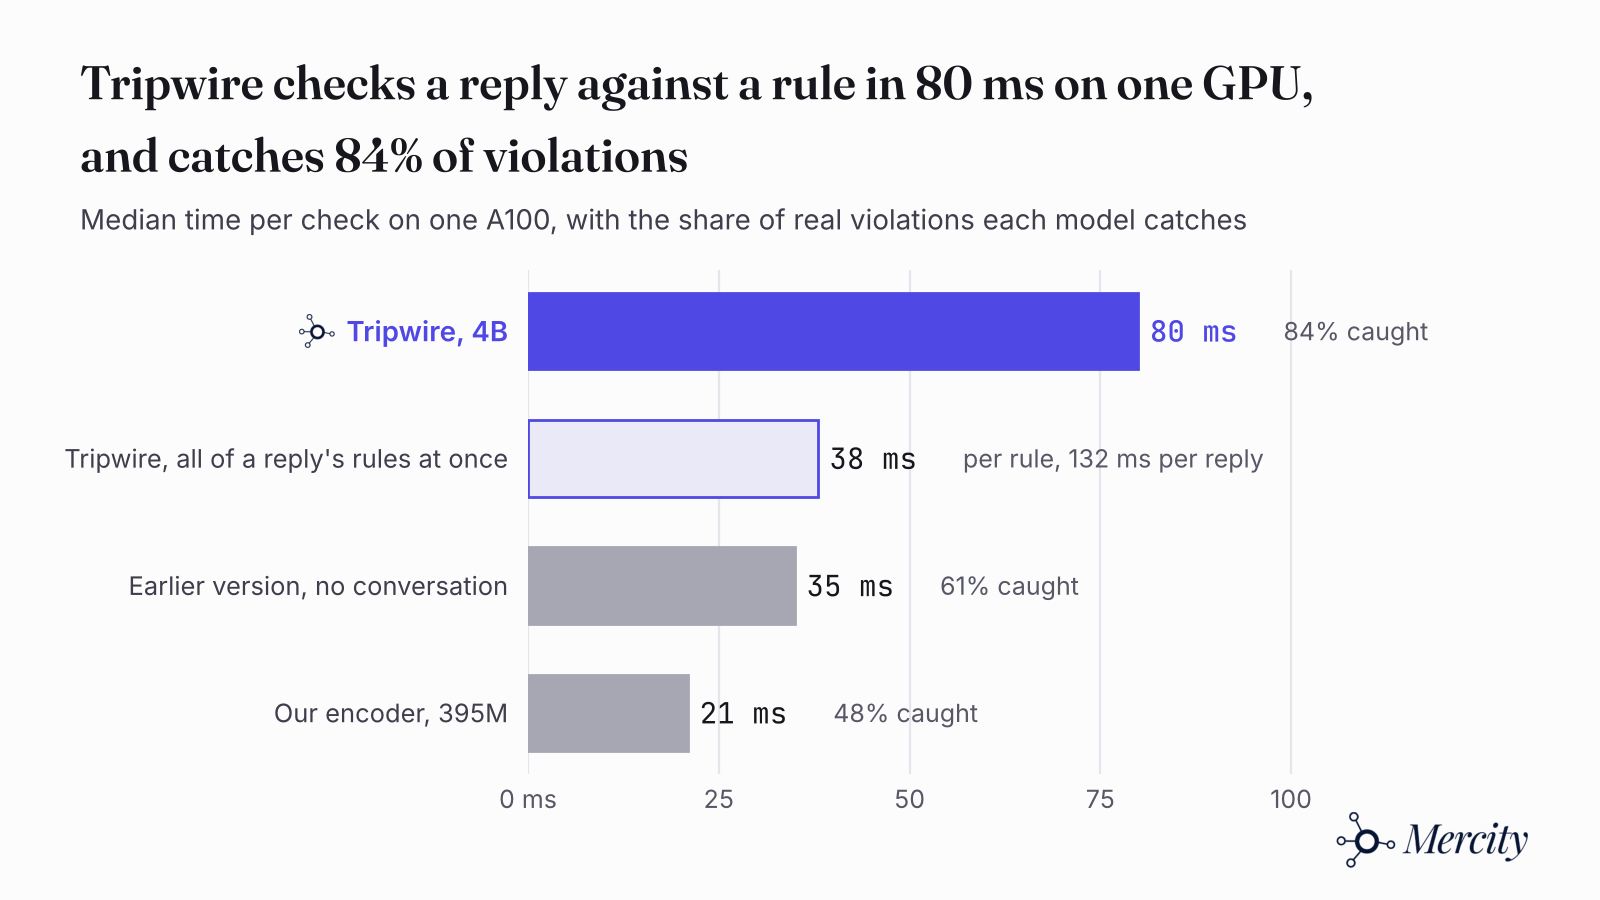 Tripwire checks a reply against a rule in 80 ms on one GPU,
and catches 84% of violations
Median time per check on one A100, with the share of real violations each model catches
Tripwire, 4B 80 ms 84% caught
Tripwire, all of a reply's rules at once 38 ms per rule, 132 ms per reply
Earlier version, no conversation 35 ms 61% caught
Our encoder, 395M 21 ms 48% caught
0 ms 25 50 75 100
Mercity